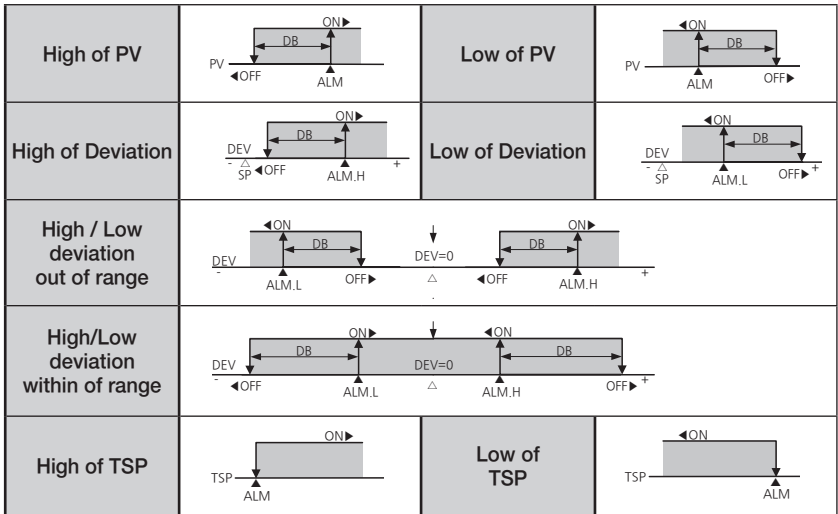 High of PV
ON▶
DB
PV
◀OFF
ALM
Low of PV
◀ON
DB
PV
ALM
OFF▶
High of Deviation
ON▶
DB
DEV
- △ ◀OFF +
SP
ALM.H
Low of Deviation
◀ON
DB
DEV
- △ OFF▶ +
SP
ALM.L
High / Low
deviation
out of range
◀ON
DB
DEV
-
ALM.L
OFF▶
DEV=0
△
ON▶
DB
◀OFF
ALM.H
+
High/Low
deviation
within of range
ON▶
◀ON
DB
DB
DEV
DEV=0
- ◀OFF
ALM.L
△
ALM.H
OFF▶ +
High of TSP
ON▶
TSP
ALM
Low of
TSP
◀ON
TSP
ALM